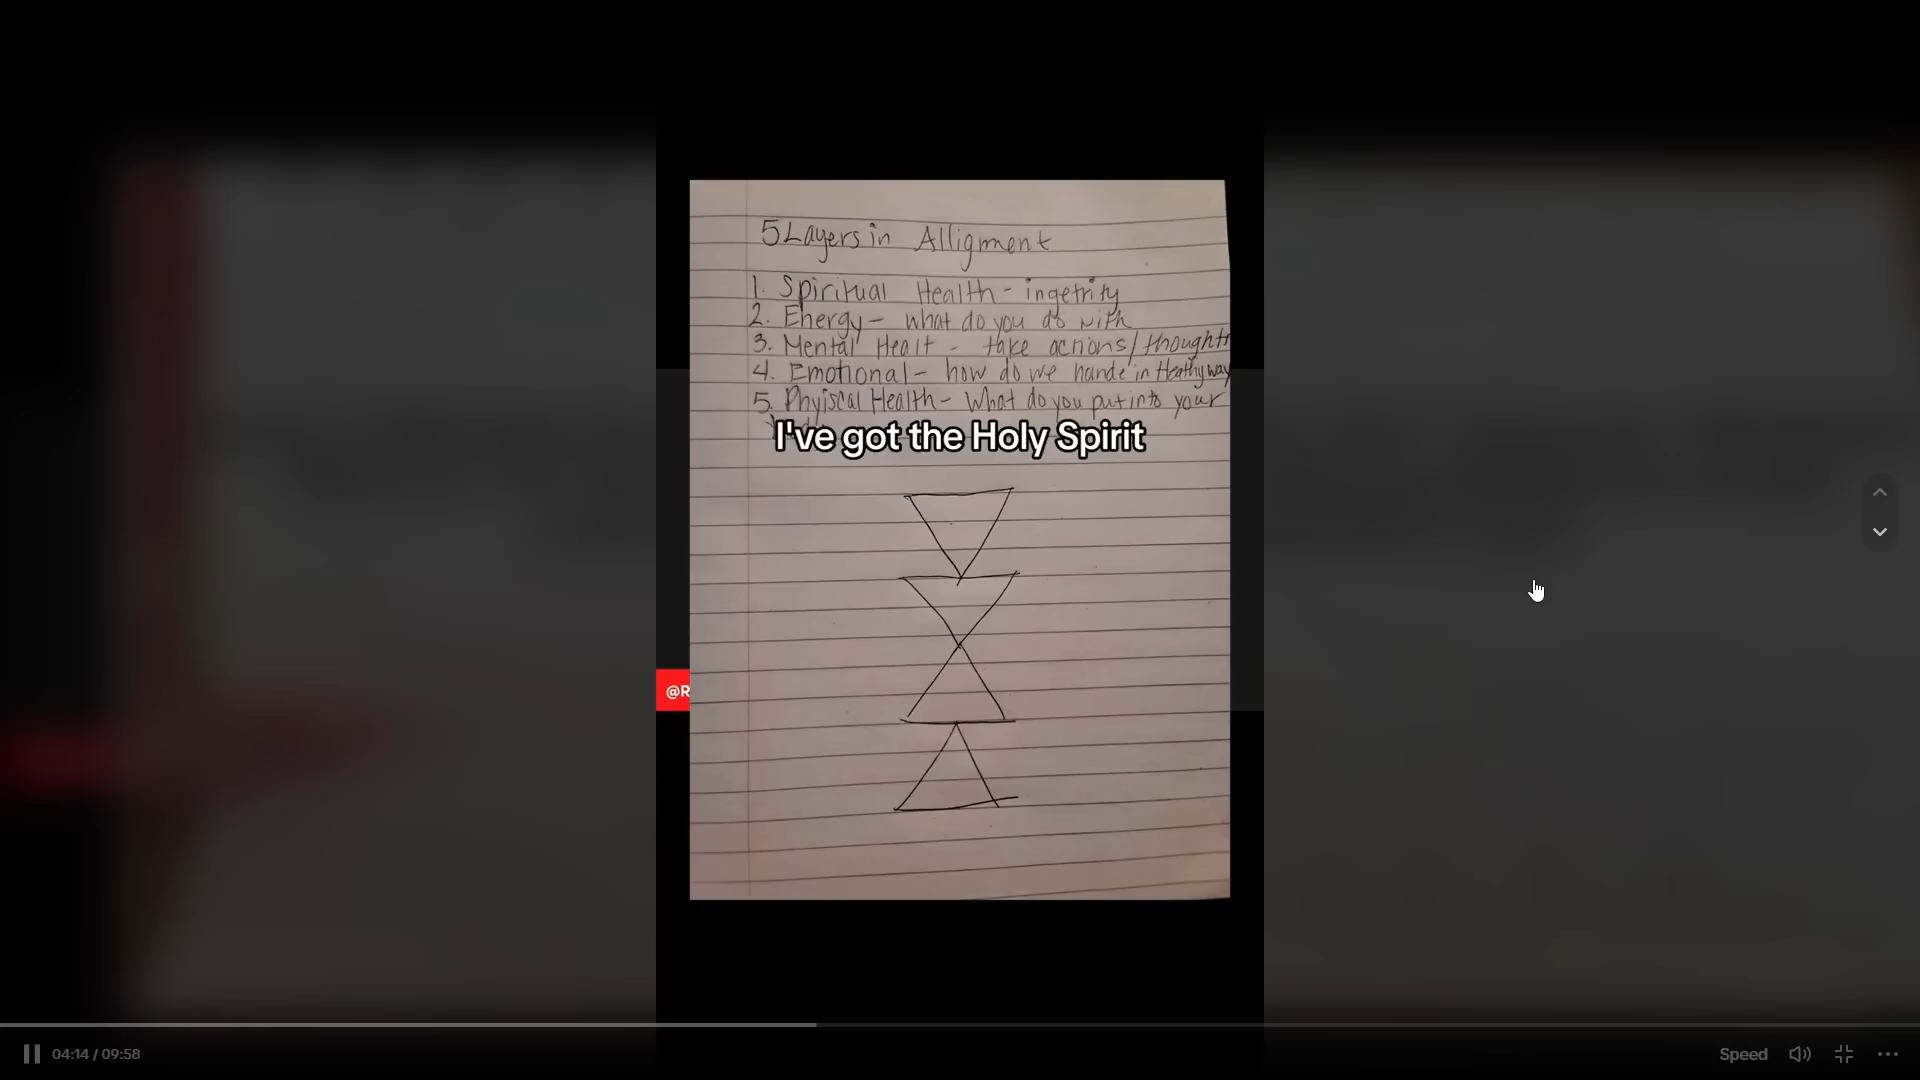 5 Layers in Alligment
1. Spiritual Health - ingetrity
2. Energy - what do you do with
3. Mental Healt - take actions/thoughts
4. Emotional - how do we hande in Heathy way
5. Phyiscal Health - What do you put into your
I've got the Holy Spirit
@R
04:14 / 09:58
Speed